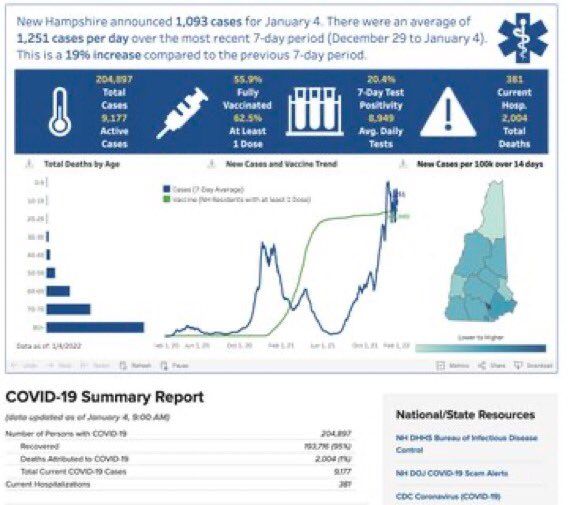 New Hampshire announced 1,093 cases for January 4. There were an average of
1,251 cases per day over the most recent 7-day period (December 29 to January 4).
This is a 19% increase compared to the previous 7-day period.
204,897
Total
Cases
9,177
Active
Cases
55.9%
Fully
Vaccinated
62.5%
At Least
1 Dose
20.4%
7-Day Test
Positivity
8,949
Avg. Daily
Tests
381
Current
Hosp.
2,004
Total
Deaths
Total Deaths by Age
0-9
10-19
20-29
30-39
40-49
50-59
60-69
70-79
80+
Data as of: 1/4/2022
New Cases and Vaccine Trend
Cases (7-Day Average)
Vaccine (NH Residents with at least 1 Dose)
Feb 1, 20 Jun 1, 20 Oct 1, 20 Feb 1, 21 Jun 1, 21 Oct 1, 21 Feb 1, 22
New Cases per 100k over 14 days
Lower to Higher
Undo Redo Reset Refresh Pause
Metrics Share Download
COVID-19 Summary Report
(data updated as of January 4, 9:00 AM)
Number of Persons with COVID-19 204,897
Recovered 193,716 (95%)
Deaths Attributed to COVID-19 2,004 (1%)
Total Current COVID-19 Cases 9,177
Current Hospitalizations 381
National/State Resources
NH DHHS Bureau of Infectious Disease
Control
NH DOJ COVID-19 Scam Alerts
CDC Coronavirus (COVID-19)